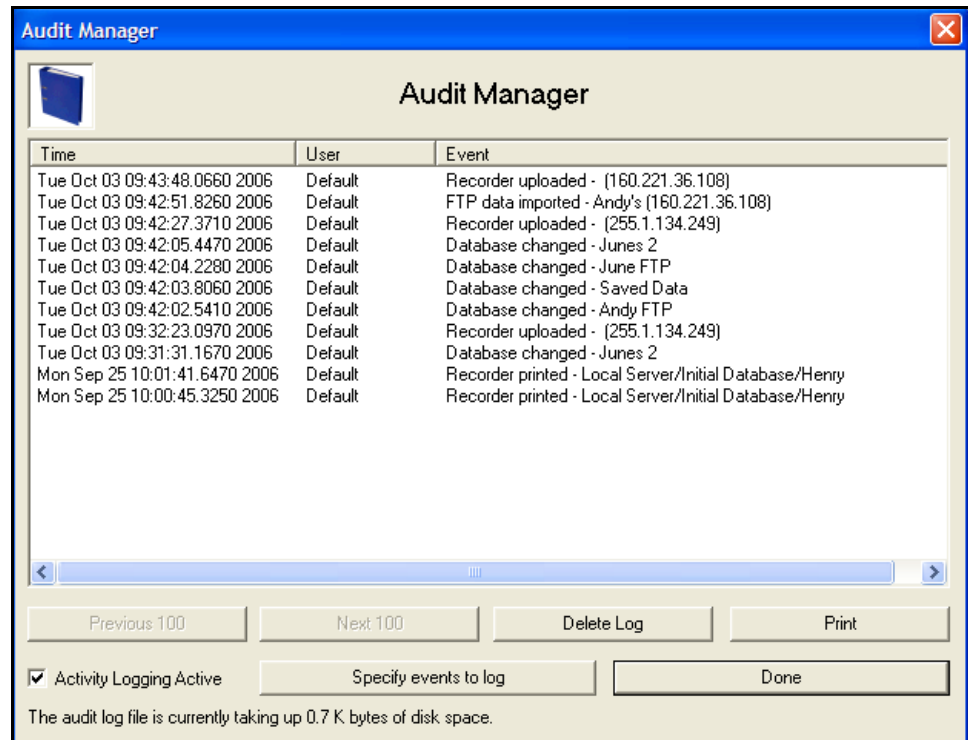 Audit Manager
Audit Manager
Time User Event
Tue Oct 03 09:43:48.0660 2006 Default Recorder uploaded - (160.221.36.108)
Tue Oct 03 09:42:51.8260 2006 Default FTP data imported - Andy's (160.221.36.108)
Tue Oct 03 09:42:27.3710 2006 Default Recorder uploaded - (255.1.134.249)
Tue Oct 03 09:42:05.4470 2006 Default Database changed - Junes 2
Tue Oct 03 09:42:04.2280 2006 Default Database changed - June FTP
Tue Oct 03 09:42:03.8060 2006 Default Database changed - Saved Data
Tue Oct 03 09:42:02.5410 2006 Default Database changed - Andy FTP
Tue Oct 03 09:32:23.0970 2006 Default Recorder uploaded - (255.1.134.249)
Tue Oct 03 09:31:31.1670 2006 Default Database changed - Junes 2
Mon Sep 25 10:01:41.6470 2006 Default Recorder printed - Local Server/Initial Database/Henry
Mon Sep 25 10:00:45.3250 2006 Default Recorder printed - Local Server/Initial Database/Henry
Previous 100 Next 100 Delete Log Print
Activity Logging Active Specify events to log Done
The audit log file is currently taking up 0.7 K bytes of disk space.